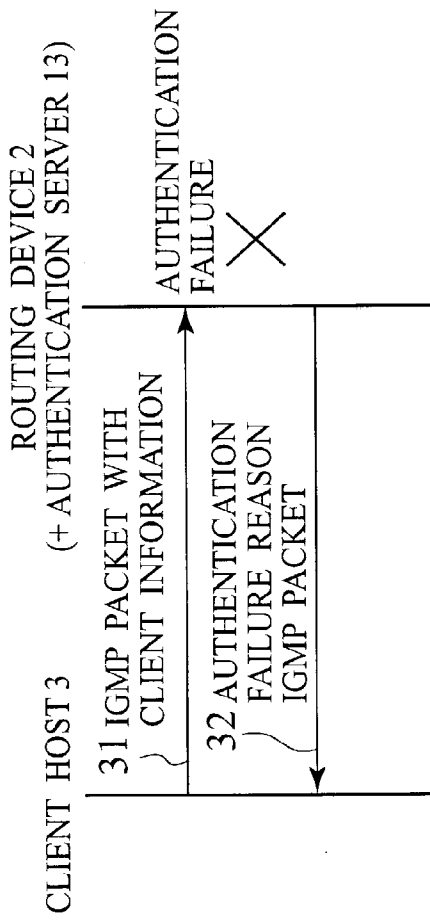 CLIENT HOST 3
ROUTING DEVICE 2
(+ AUTHENTICATION SERVER 13)
31 IGMP PACKET WITH
CLIENT INFORMATION
AUTHENTICATION
FAILURE
32 AUTHENTICATION
FAILURE REASON
IGMP PACKET